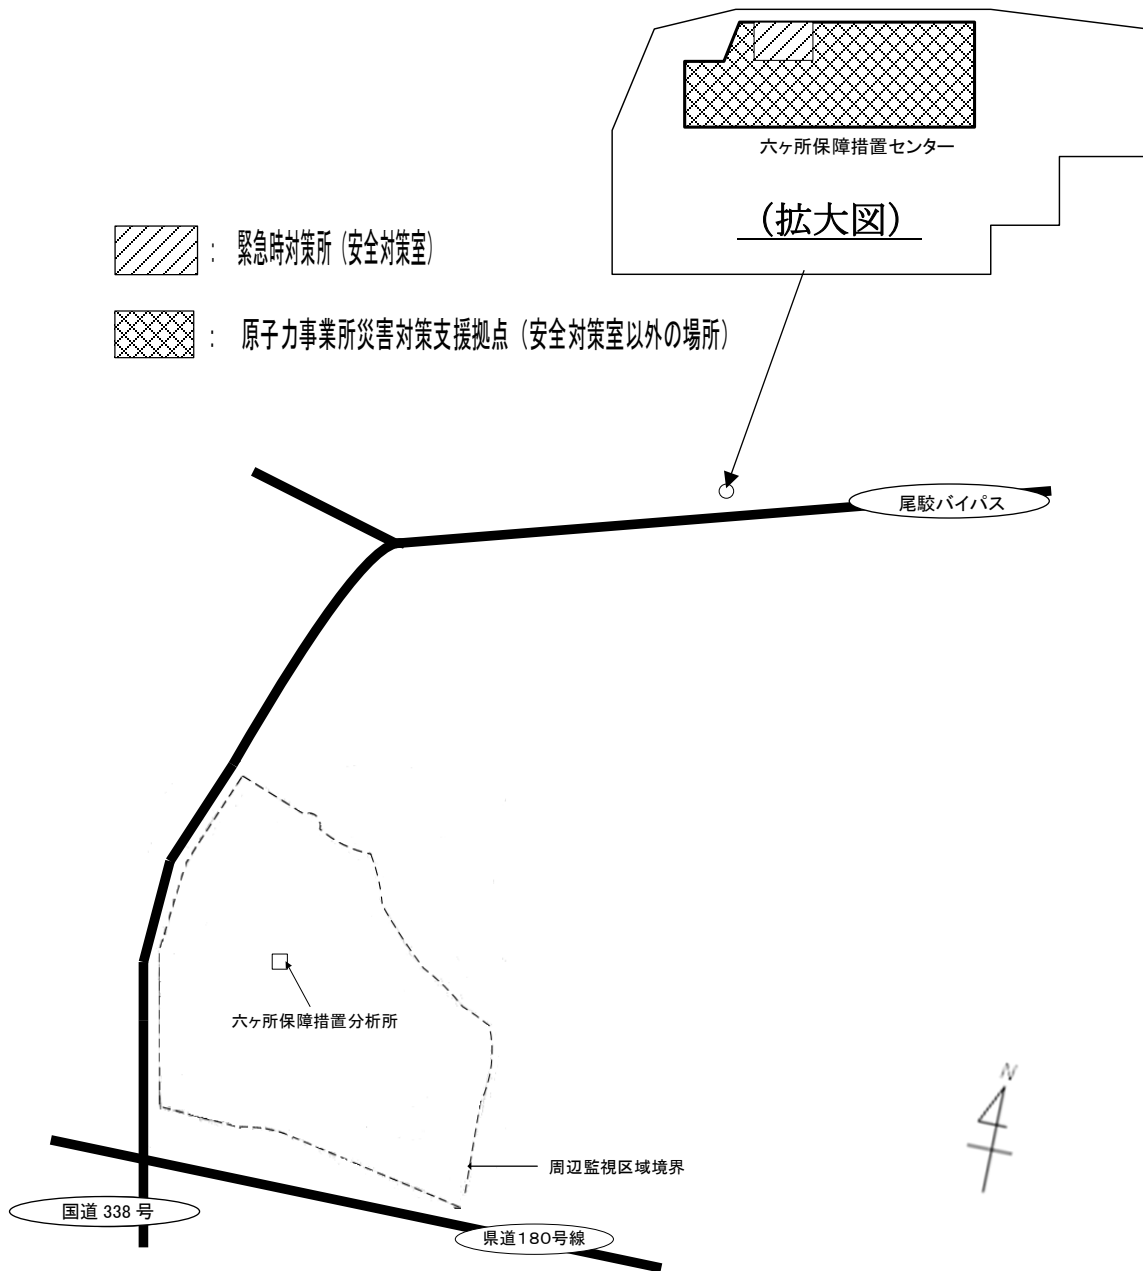 六ヶ所保障措置センター
(拡大図)
： 緊急時対策所（安全対策室）
： 原子力事業所災害対策支援拠点（安全対策室以外の場所）
尾駮バイパス
六ヶ所保障措置分析所
N
周辺監視区域境界
国道 338 号
県道180号線